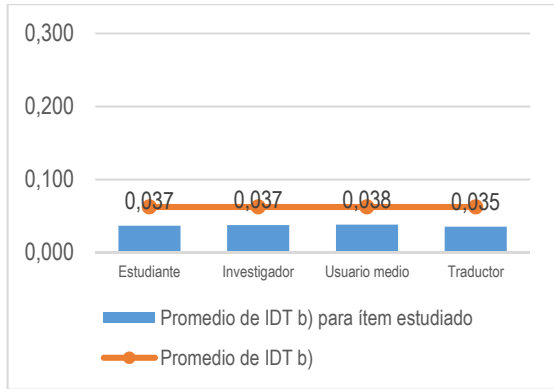 0,300
0,200
0,100
0,000
0,037 0,037 0,038 0,035
Estudiante Investigador Usuario medio Traductor
Promedio de IDT b) para ítem estudiado
Promedio de IDT b)